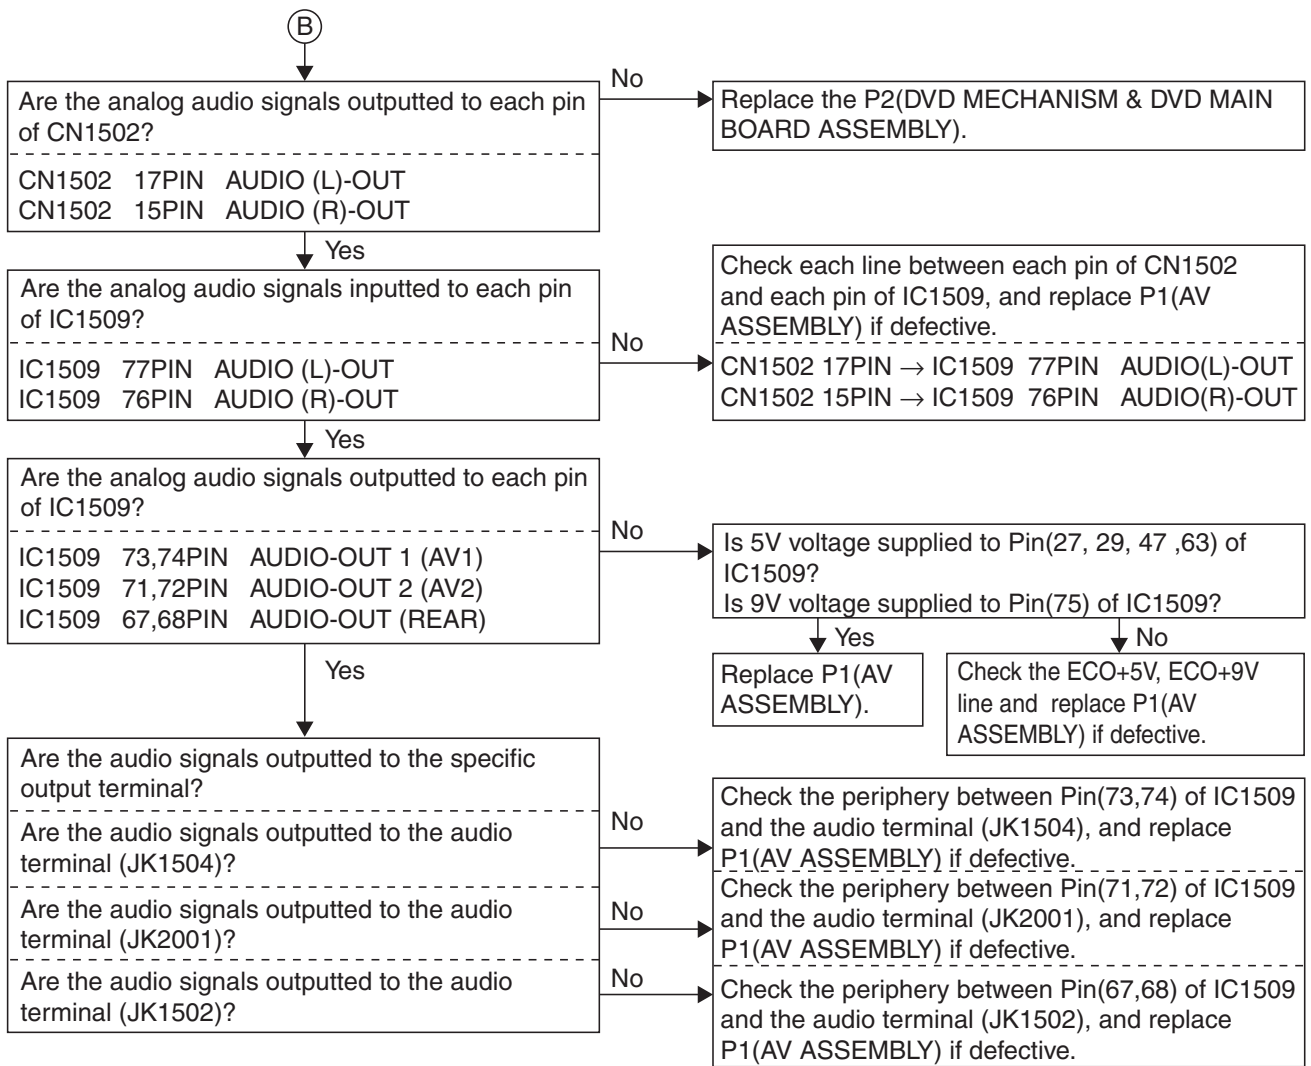 B
Are the analog audio signals outputted to each pin
of CN1502?
CN1502 17PIN AUDIO (L)-OUT
CN1502 15PIN AUDIO (R)-OUT
No
Replace the P2(DVD MECHANISM & DVD MAIN
BOARD ASSEMBLY).
Yes
Are the analog audio signals inputted to each pin
of IC1509?
IC1509 77PIN AUDIO (L)-OUT
IC1509 76PIN AUDIO (R)-OUT
No
Check each line between each pin of CN1502
and each pin of IC1509, and replace P1(AV
ASSEMBLY) if defective.
CN1502 17PIN → IC1509 77PIN AUDIO(L)-OUT
CN1502 15PIN → IC1509 76PIN AUDIO(R)-OUT
Yes
Are the analog audio signals outputted to each pin
of IC1509?
IC1509 73,74PIN AUDIO-OUT 1 (AV1)
IC1509 71,72PIN AUDIO-OUT 2 (AV2)
IC1509 67,68PIN AUDIO-OUT (REAR)
No
Is 5V voltage supplied to Pin(27, 29, 47 ,63) of
IC1509?
Is 9V voltage supplied to Pin(75) of IC1509?
Yes
Replace P1(AV
ASSEMBLY).
No
Check the ECO+5V, ECO+9V
line and replace P1(AV
ASSEMBLY) if defective.
Yes
Are the audio signals outputted to the specific
output terminal?
Are the audio signals outputted to the audio
terminal (JK1504)?
No
Check the periphery between Pin(73,74) of IC1509
and the audio terminal (JK1504), and replace
P1(AV ASSEMBLY) if defective.
Are the audio signals outputted to the audio
terminal (JK2001)?
No
Check the periphery between Pin(71,72) of IC1509
and the audio terminal (JK2001), and replace
P1(AV ASSEMBLY) if defective.
Are the audio signals outputted to the audio
terminal (JK1502)?
No
Check the periphery between Pin(67,68) of IC1509
and the audio terminal (JK1502), and replace
P1(AV ASSEMBLY) if defective.